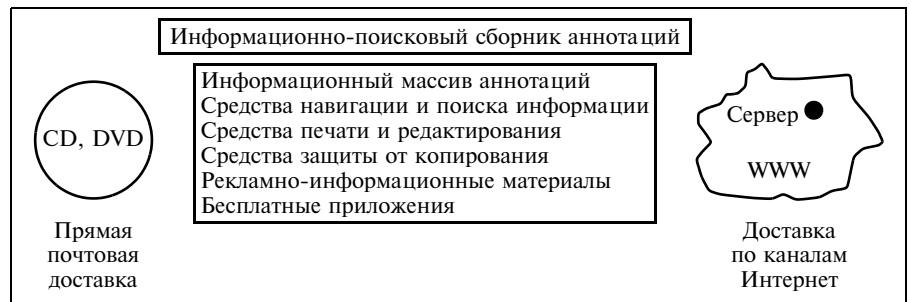 Информационно-поисковый сборник аннотаций
Информационный массив аннотаций
Средства навигации и поиска информации
Средства печати и редактирования
Средства защиты от копирования
Рекламно-информационные материалы
Бесплатные приложения
CD, DVD
Прямая
почтовая
доставка
Сервер
WWW
Доставка
по каналам
Интернет